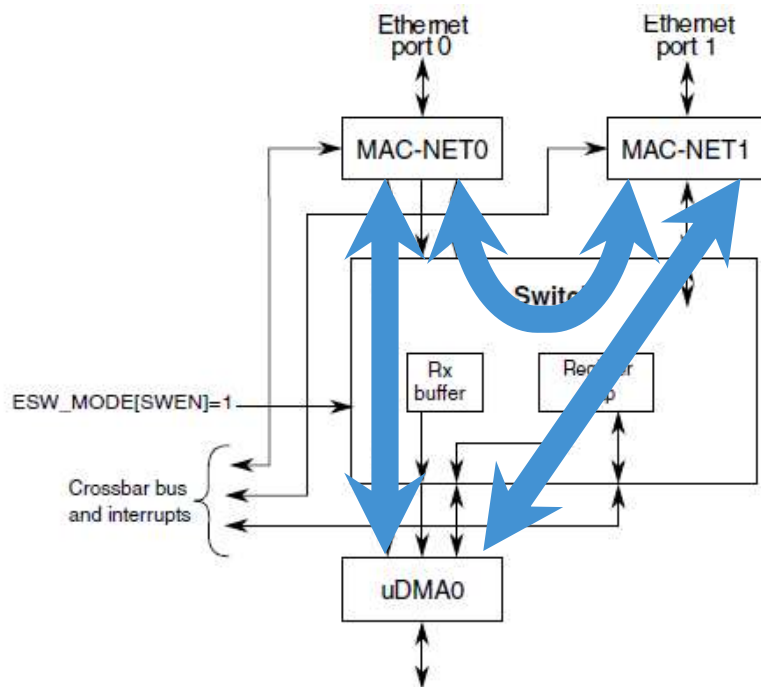 Ethernet
port 0
Ethernet
port 1
MAC-NET0
MAC-NET1
Rx
buffer
ESW_MODE[SWEN]=1
Crossbar bus
and interrupts
uDMA0